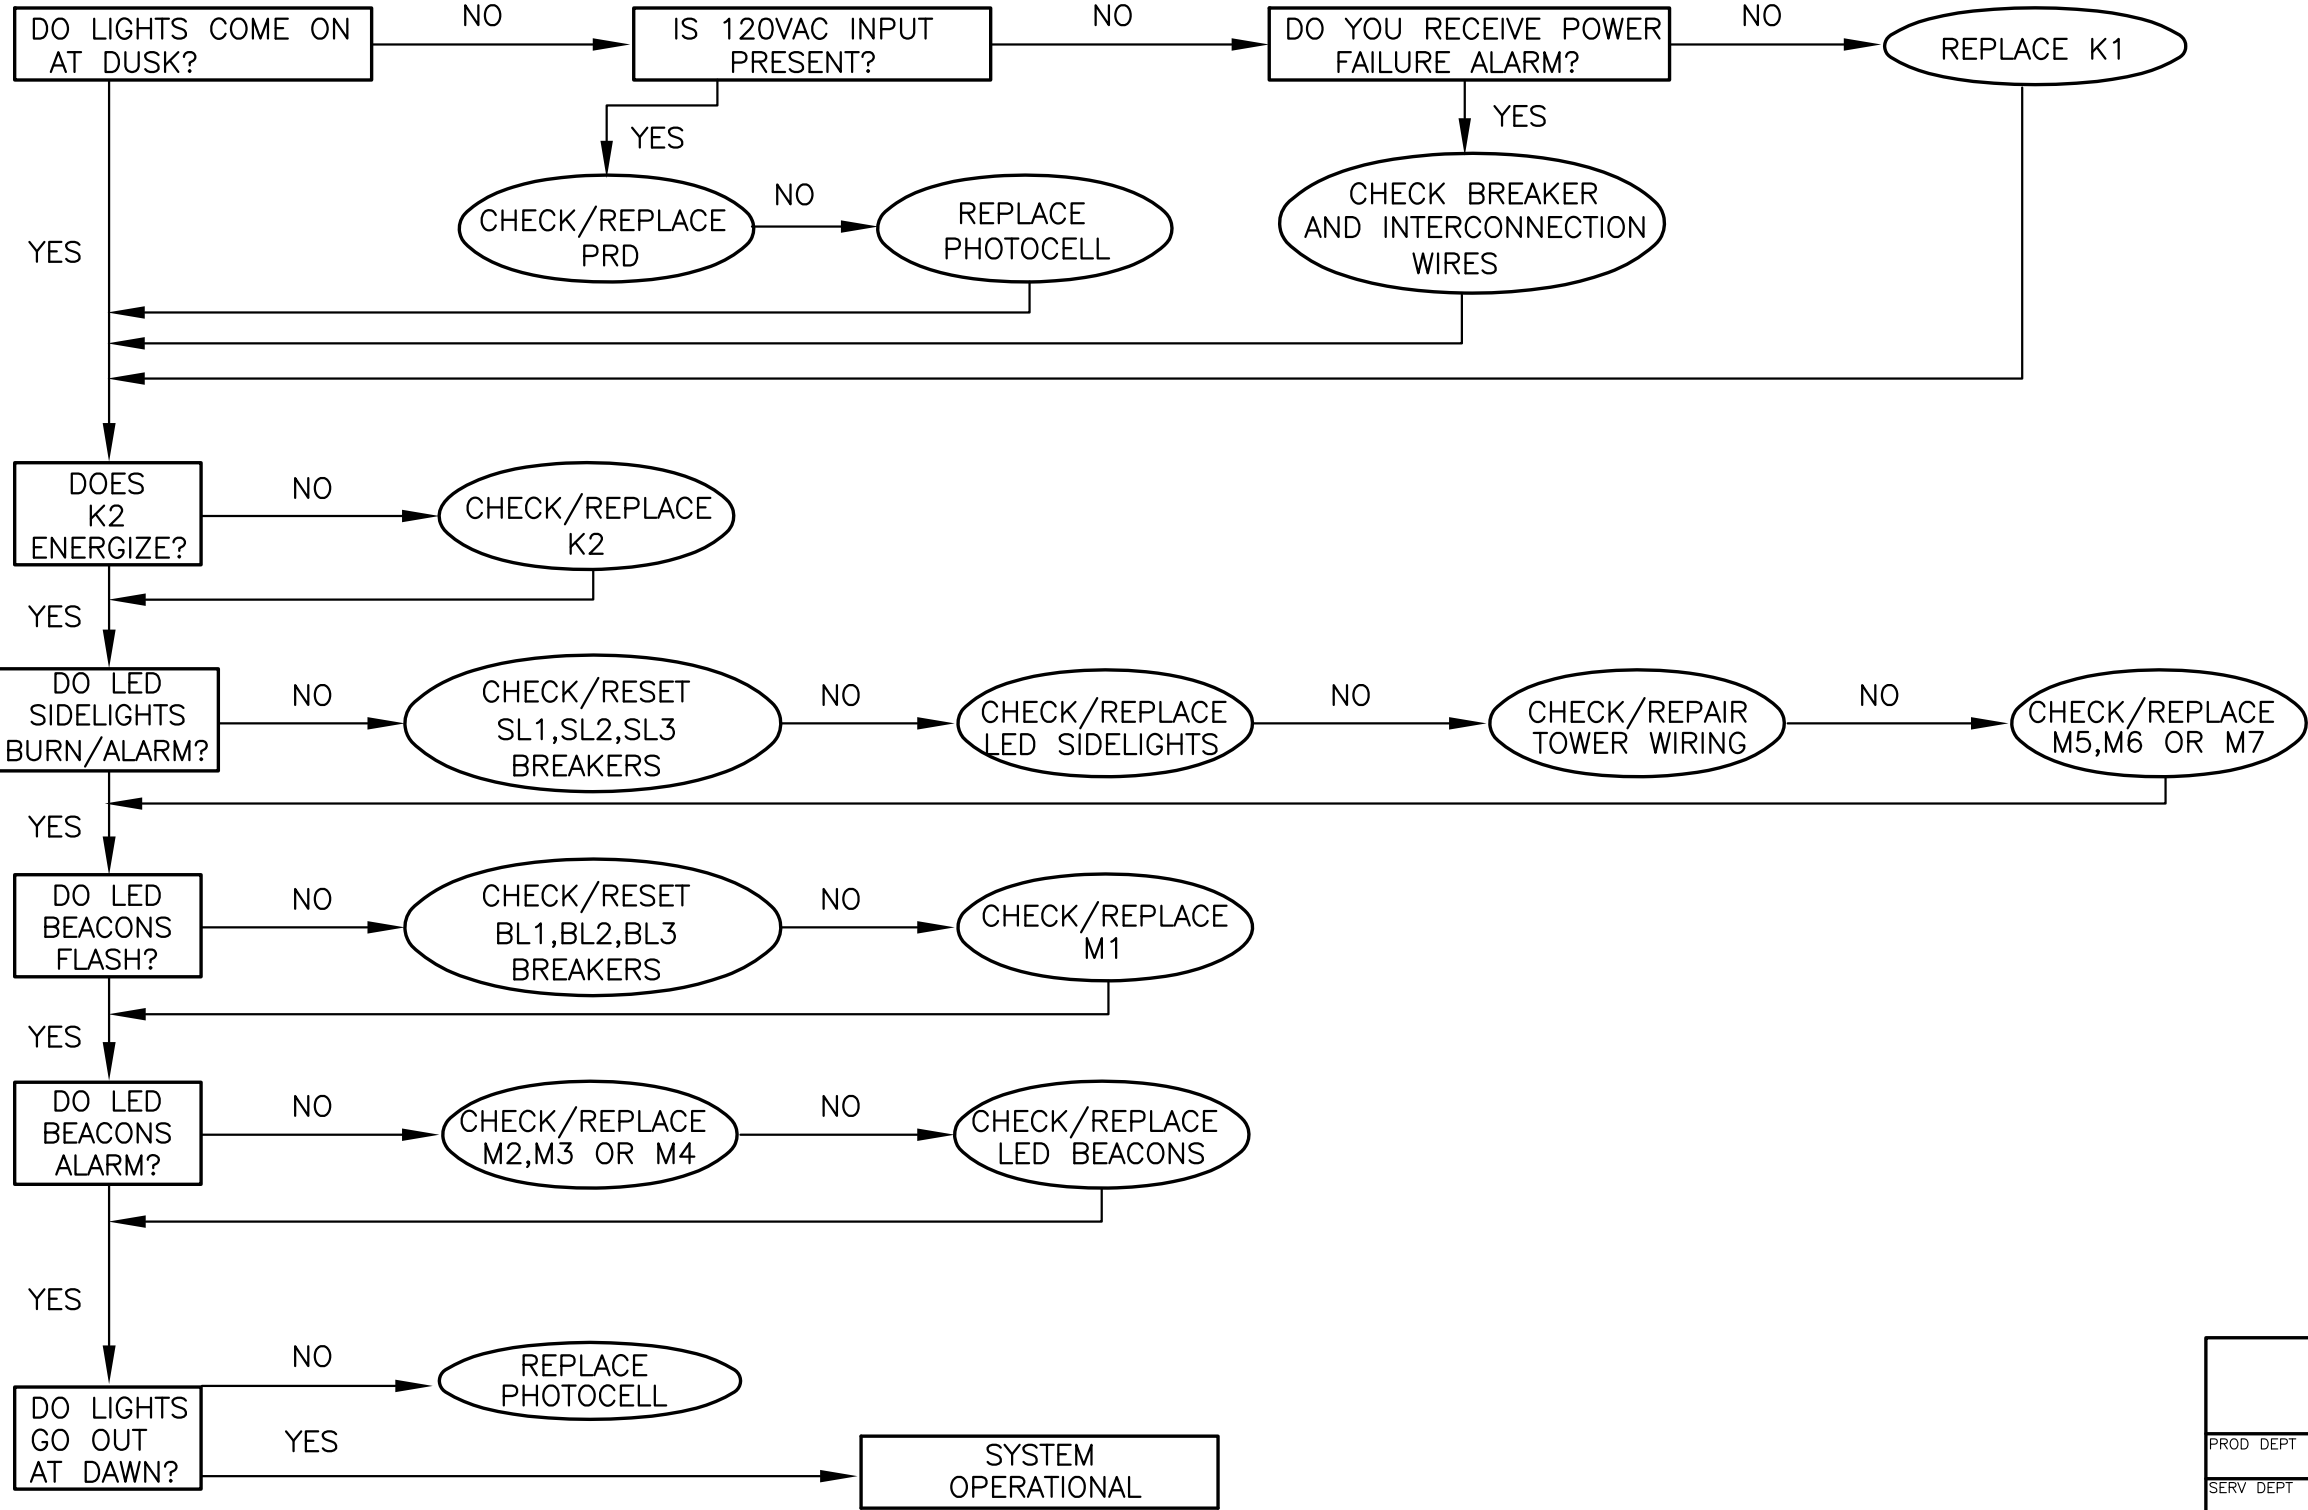 DO LIGHTS COME ON
AT DUSK?
NO
IS 120VAC INPUT
PRESENT?
NO
DO YOU RECEIVE POWER
FAILURE ALARM?
NO
REPLACE K1
YES
YES
CHECK/REPLACE
PRD
NO
REPLACE
PHOTOCELL
CHECK BREAKER
AND INTERCONNECTION
WIRES
YES
DOES
K2
ENERGIZE?
NO
CHECK/REPLACE
K2
YES
DO LED
SIDELIGHTS
BURN/ALARM?
NO
CHECK/RESET
SL1,SL2,SL3
BREAKERS
NO
CHECK/REPLACE
LED SIDELIGHTS
NO
CHECK/REPAIR
TOWER WIRING
NO
CHECK/REPLACE
M5,M6 OR M7
YES
DO LED
BEACONS
FLASH?
NO
CHECK/RESET
BL1,BL2,BL3
BREAKERS
NO
CHECK/REPLACE
M1
YES
DO LED
BEACONS
ALARM?
NO
CHECK/REPLACE
M2,M3 OR M4
NO
CHECK/REPLACE
LED BEACONS
YES
DO LIGHTS
GO OUT
AT DAWN?
NO
REPLACE
PHOTOCELL
YES
SYSTEM
OPERATIONAL
PROD DEPT
SERV DEPT